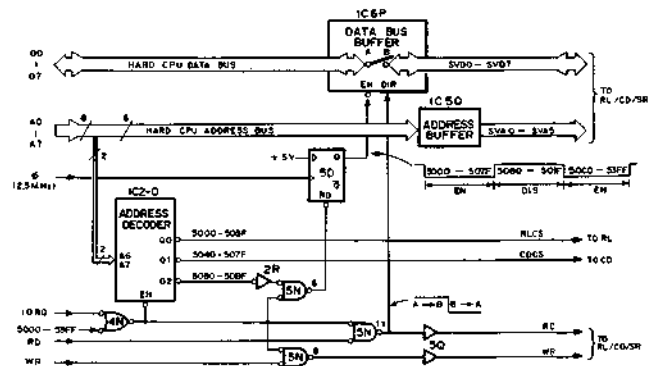 IC6P
DATA BUS
BUFFER
A B
EN DIR
D0
D7
HARD CPU DATA BUS
SVD0 - SVD7
TO
RL/CD/SR
IC5Q
ADDRESS
BUFFER
A0
A7
8
6
HARD CPU ADDRESS BUS
SVA0 - SVA5
2
+5V
D Q
5D
Q
RD
5000-507F
5080-501F
5000-53FF
EN
DIS
EN
6
(2.5MHz)
IC2-D
ADDRESS
DECODER
2
A6
A7
Q0
5000-503F
RLCS
TO RL
Q1
5040-507F
CDCS
TO CD
Q2
5080-50BF
2R
5N
6
EN
IORQ
5000-53FF
4N
A→B
B→A
RD
5N
11
RD
WR
5N
8
5Q
WR
TO
RL/CD/SR